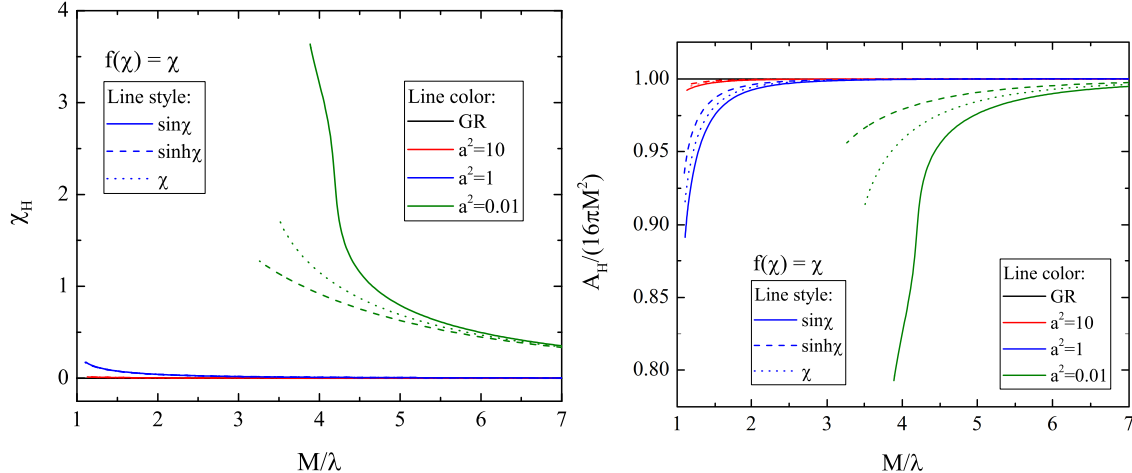 4
3
2
1
0
χ_H
f(χ) = χ
Line style:
sinχ
sinhχ
χ
Line color:
GR
a²=10
a²=1
a²=0.01
1 2 3 4 5 6 7
M/λ
1.00
0.95
0.90
0.85
0.80
A_H/(16πM²)
f(χ) = χ
Line style:
sinχ
sinhχ
χ
Line color:
GR
a²=10
a²=1
a²=0.01
1 2 3 4 5 6 7
M/λ